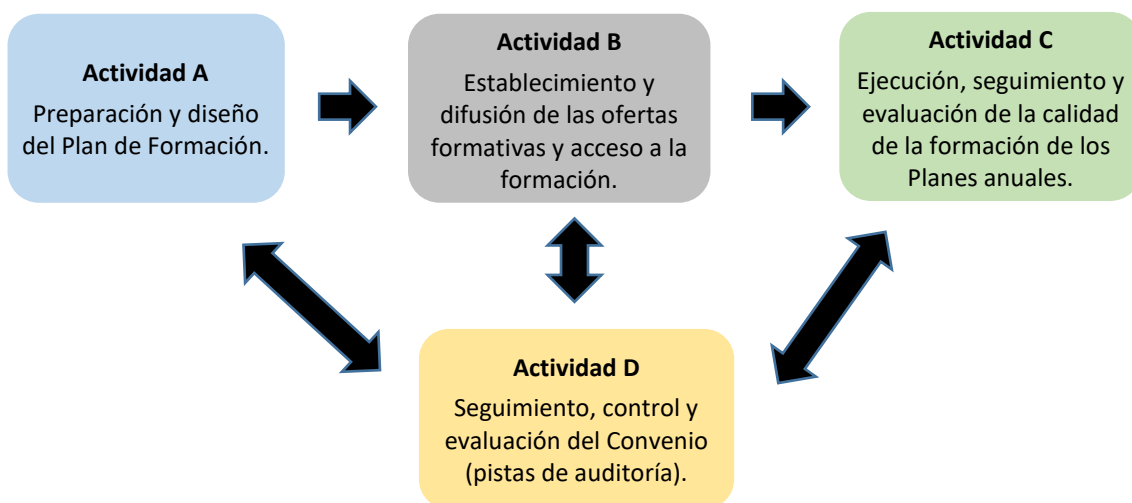 Actividad A
Preparación y diseño
del Plan de Formación.
Actividad B
Establecimiento y
difusión de las ofertas
formativas y acceso a la
formación.
Actividad C
Ejecución, seguimiento y
evaluación de la calidad
de la formación de los
Planes anuales.
Actividad D
Seguimiento, control y
evaluación del Convenio
(pistas de auditoría).